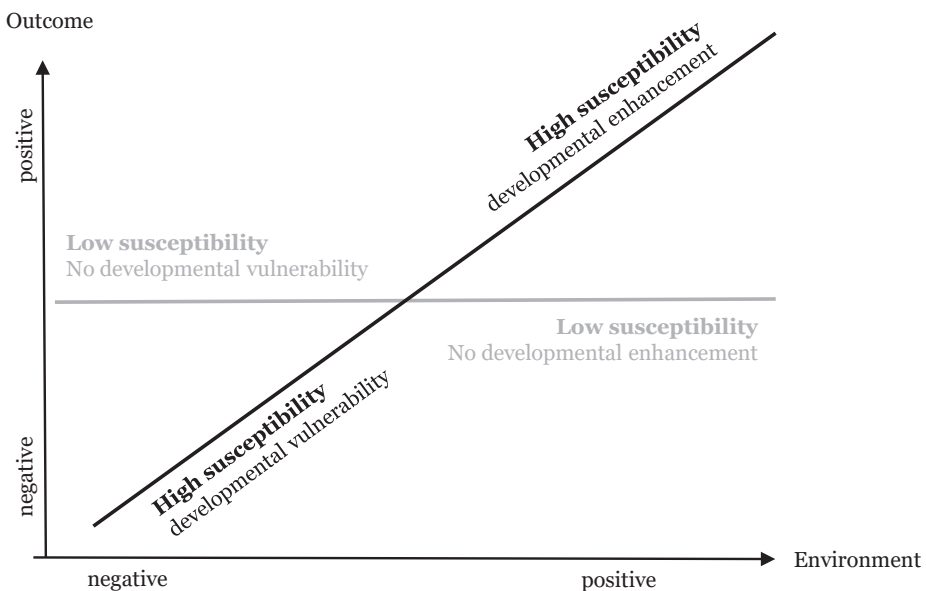 Outcome
positive
negative
High susceptibility
developmental enhancement
Low susceptibility
No developmental vulnerability
Low susceptibility
No developmental enhancement
High susceptibility
developmental vulnerability
Environment
negative
positive